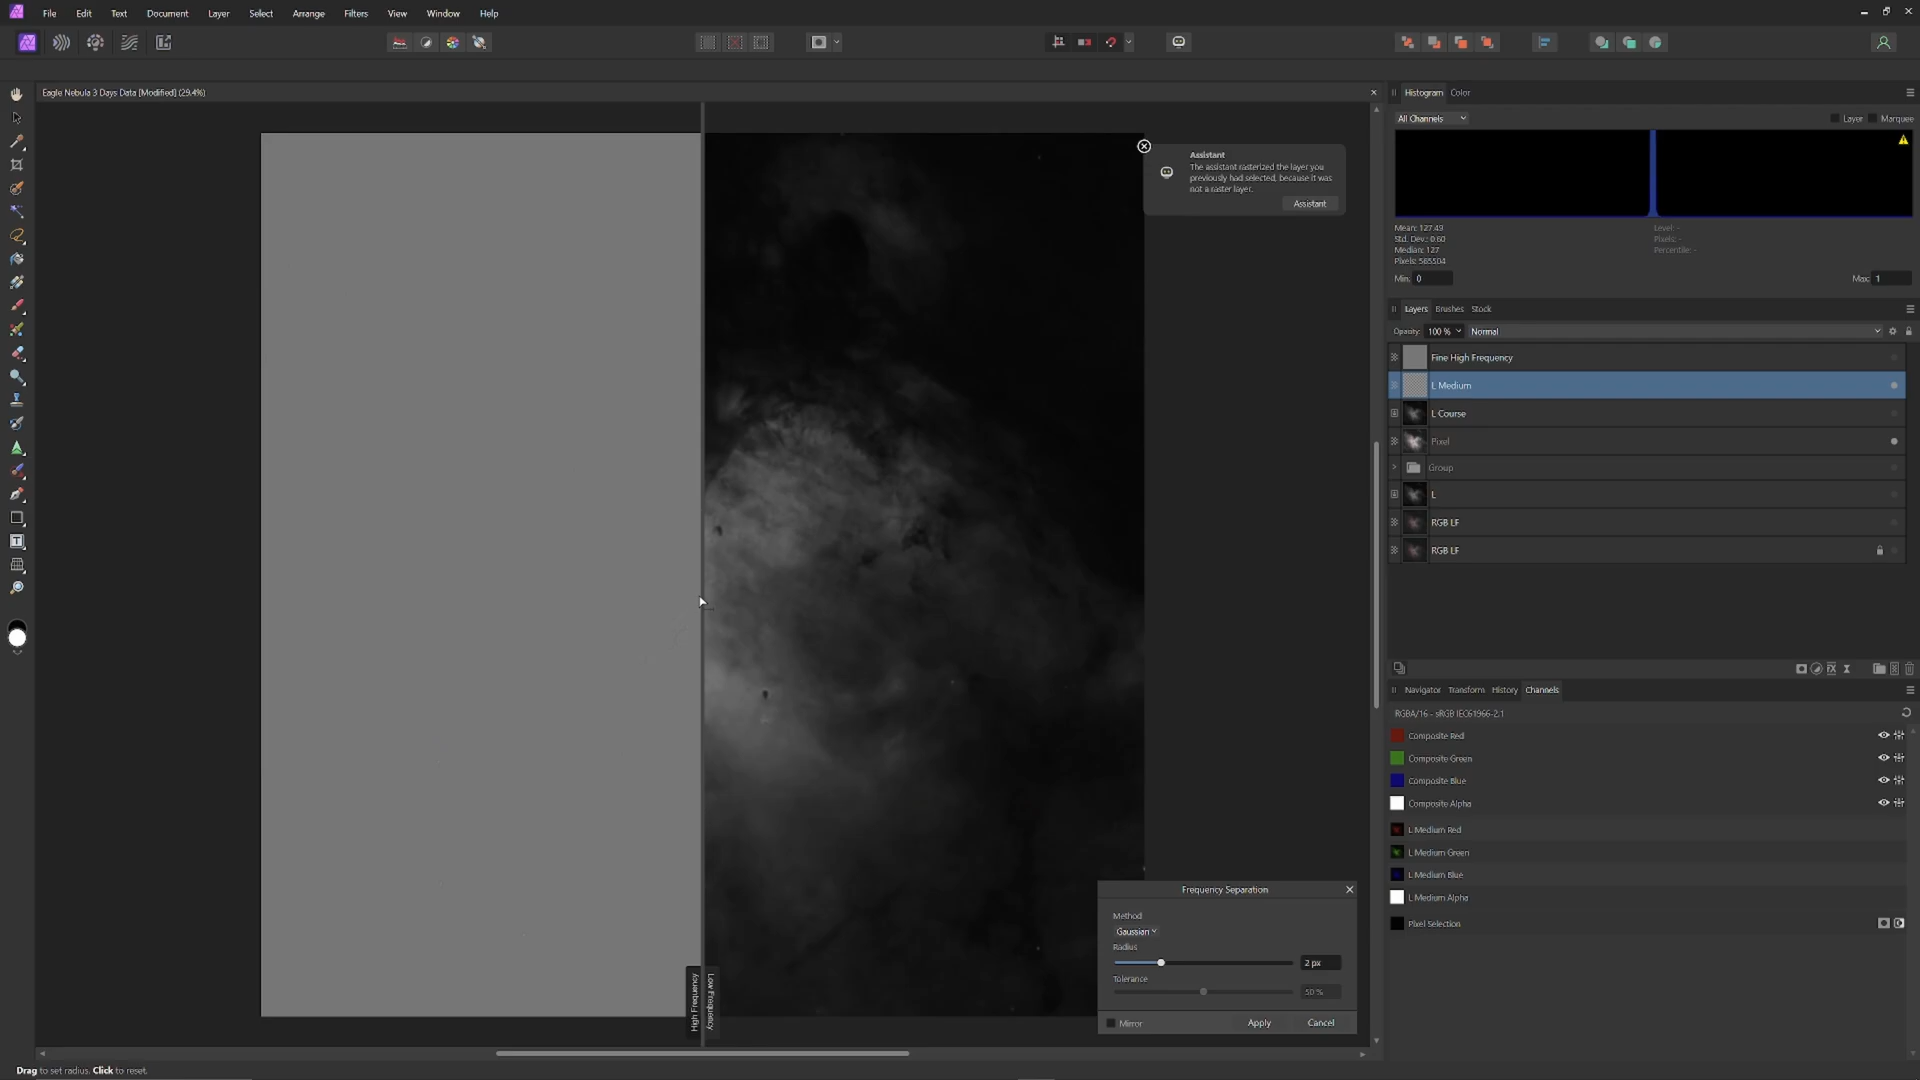 File Edit Text Document Layer Select Arrange Filters View Window Help
Eagle Nebula 3 Days Data [Modified] (29.4%)
Assistant
The assistant rasterized the layer you
previously had selected, because it was
not a raster layer.
Assistant
Histogram Color
All Channels Layer Marquee
Mean: 127.49 Level: -
Std. Dev.: 0.60 Pixels: -
Median: 127 Percentile: -
Pixels: 565504
Min. 0 Max: 1
Layers Brushes Stock
Opacity: 100 % Normal
Fine High Frequency
L Medium
L Course
Pixel
Group
L
RGB LF
RGB LF
Navigator Transform History Channels
RGBA/16 - sRGB IEC61966-2.1
Composite Red
Composite Green
Composite Blue
Composite Alpha
L Medium Red
L Medium Green
L Medium Blue
L Medium Alpha
Pixel Selection
High Frequency
Low Frequency
Frequency Separation
Method
Gaussian
Radius
2 px
Tolerance
50 %
Mirror Apply Cancel
Drag to set radius. Click to reset.